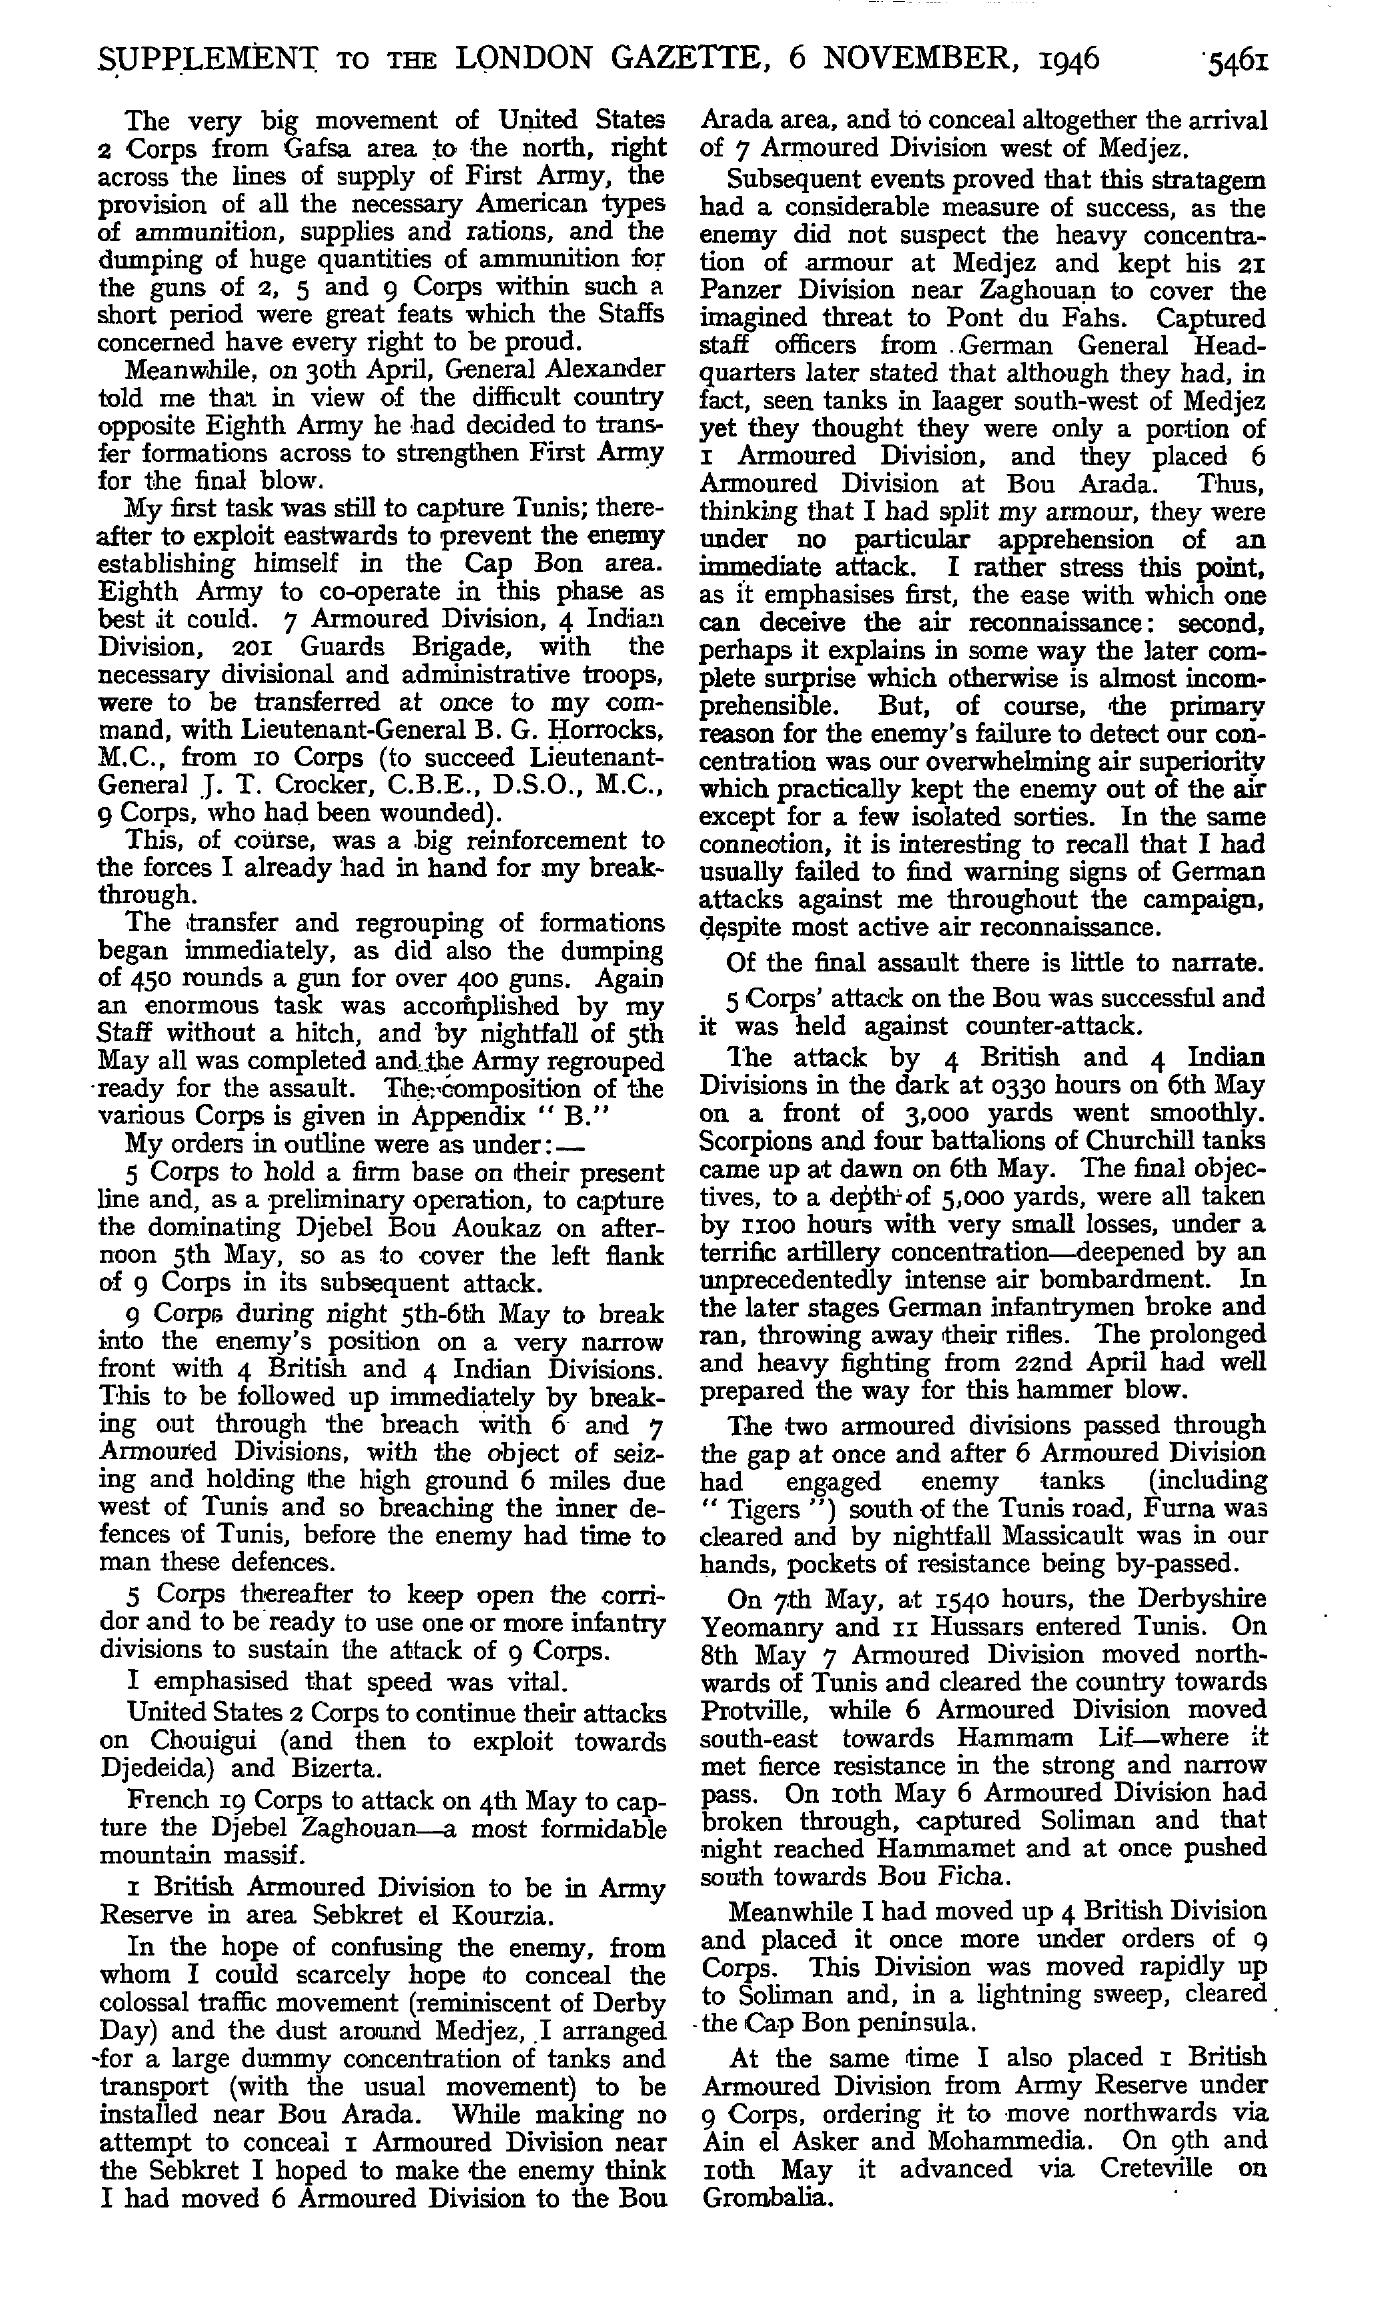 SUPPLEMENT TO THE LONDON GAZETTE, 6 NOVEMBER, 1946 5461
The very big movement of United States
2 Corps from Gafsa area to the north, right
across the lines of supply of First Army, the
provision of all the necessary American types
of ammunition, supplies and rations, and the
dumping of huge quantities of ammunition for
the guns of 2, 5 and 9 Corps within such a
short period were great feats which the Staffs
concerned have every right to be proud.
Meanwhile, on 30th April, General Alexander
told me that in view of the difficult country
opposite Eighth Army he had decided to trans-
fer formations across to strengthen First Army
for the final blow.
My first task was still to capture Tunis; there-
after to exploit eastwards to prevent the enemy
establishing himself in the Cap Bon area.
Eighth Army to co-operate in this phase as
best it could. 7 Armoured Division, 4 Indian
Division, 201 Guards Brigade, with the
necessary divisional and administrative troops,
were to be transferred at once to my com-
mand, with Lieutenant-General B. G. Horrocks,
M.C., from 10 Corps (to succeed Lieutenant-
General J. T. Crocker, C.B.E., D.S.O., M.C.,
9 Corps, who had been wounded).
This, of course, was a big reinforcement to
the forces I already had in hand for my break-
through.
The transfer and regrouping of formations
began immediately, as did also the dumping
of 450 rounds a gun for over 400 guns. Again
an enormous task was accomplished by my
Staff without a hitch, and by nightfall of 5th
May all was completed and the Army regrouped
ready for the assault. The composition of the
various Corps is given in Appendix " B."
My orders in outline were as under:—
5 Corps to hold a firm base on their present
line and, as a preliminary operation, to capture
the dominating Djebel Bou Aoukaz on after-
noon 5th May, so as to cover the left flank
of 9 Corps in its subsequent attack.
9 Corps during night 5th-6th May to break
into the enemy's position on a very narrow
front with 4 British and 4 Indian Divisions.
This to be followed up immediately by break-
ing out through the breach with 6 and 7
Armoured Divisions, with the object of seiz-
ing and holding the high ground 6 miles due
west of Tunis and so breaching the inner de-
fences of Tunis, before the enemy had time to
man these defences.
5 Corps thereafter to keep open the corri-
dor and to be ready to use one or more infantry
divisions to sustain the attack of 9 Corps.
I emphasised that speed was vital.
United States 2 Corps to continue their attacks
on Chouigui (and then to exploit towards
Djedeida) and Bizerta.
French 19 Corps to attack on 4th May to cap-
ture the Djebel Zaghouan—a most formidable
mountain massif.
1 British Armoured Division to be in Army
Reserve in area Sebkret el Kourzia.
In the hope of confusing the enemy, from
whom I could scarcely hope to conceal the
colossal traffic movement (reminiscent of Derby
Day) and the dust around Medjez, I arranged
for a large dummy concentration of tanks and
transport (with the usual movement) to be
installed near Bou Arada. While making no
attempt to conceal 1 Armoured Division near
the Sebkret I hoped to make the enemy think
I had moved 6 Armoured Division to the Bou
Arada area, and to conceal altogether the arrival
of 7 Armoured Division west of Medjez.
Subsequent events proved that this stratagem
had a considerable measure of success, as the
enemy did not suspect the heavy concentra-
tion of armour at Medjez and kept his 21
Panzer Division near Zaghouan to cover the
imagined threat to Pont du Fahs. Captured
staff officers from German General Head-
quarters later stated that although they had, in
fact, seen tanks in laager south-west of Medjez
yet they thought they were only a portion of
1 Armoured Division, and they placed 6
Armoured Division at Bou Arada. Thus,
thinking that I had split my armour, they were
under no particular apprehension of an
immediate attack. I rather stress this point,
as it emphasises first, the ease with which one
can deceive the air reconnaissance: second,
perhaps it explains in some way the later com-
plete surprise which otherwise is almost incom-
prehensible. But, of course, the primary
reason for the enemy's failure to detect our con-
centration was our overwhelming air superiority
which practically kept the enemy out of the air
except for a few isolated sorties. In the same
connection, it is interesting to recall that I had
usually failed to find warning signs of German
attacks against me throughout the campaign,
despite most active air reconnaissance.
Of the final assault there is little to narrate.
5 Corps' attack on the Bou was successful and
it was held against counter-attack.
The attack by 4 British and 4 Indian
Divisions in the dark at 0330 hours on 6th May
on a front of 3,000 yards went smoothly.
Scorpions and four battalions of Churchill tanks
came up at dawn on 6th May. The final objec-
tives, to a depth of 5,000 yards, were all taken
by 1100 hours with very small losses, under a
terrific artillery concentration—deepened by an
unprecedentedly intense air bombardment. In
the later stages German infantrymen broke and
ran, throwing away their rifles. The prolonged
and heavy fighting from 22nd April had well
prepared the way for this hammer blow.
The two armoured divisions passed through
the gap at once and after 6 Armoured Division
had engaged enemy tanks (including
" Tigers ") south of the Tunis road, Furna was
cleared and by nightfall Massicault was in our
hands, pockets of resistance being by-passed.
On 7th May, at 1540 hours, the Derbyshire
Yeomanry and 11 Hussars entered Tunis. On
8th May 7 Armoured Division moved north-
wards of Tunis and cleared the country towards
Protville, while 6 Armoured Division moved
south-east towards Hammam Lif—where it
met fierce resistance in the strong and narrow
pass. On 10th May 6 Armoured Division had
broken through, captured Soliman and that
night reached Hammamet and at once pushed
south towards Bou Ficha.
Meanwhile I had moved up 4 British Division
and placed it once more under orders of 9
Corps. This Division was moved rapidly up
to Soliman and, in a lightning sweep, cleared
the Cap Bon peninsula.
At the same time I also placed 1 British
Armoured Division from Army Reserve under
9 Corps, ordering it to move northwards via
Ain el Asker and Mohammedia. On 9th and
10th May it advanced via Creteville on
Grombalia.